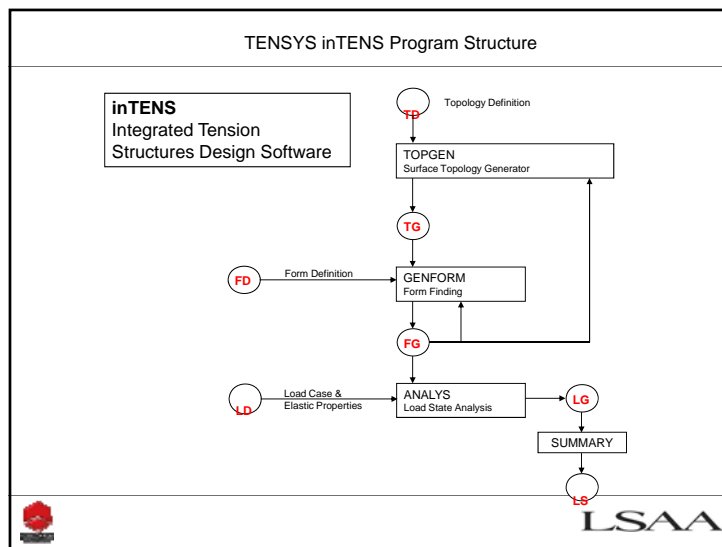 TENSYS inTENS Program Structure
inTENS
Integrated Tension
Structures Design Software
TD
Topology Definition
TOPGEN
Surface Topology Generator
TG
FD
Form Definition
GENFORM
Form Finding
FG
LD
Load Case &
Elastic Properties
ANALYS
Load State Analysis
LG
SUMMARY
LS
LSAA